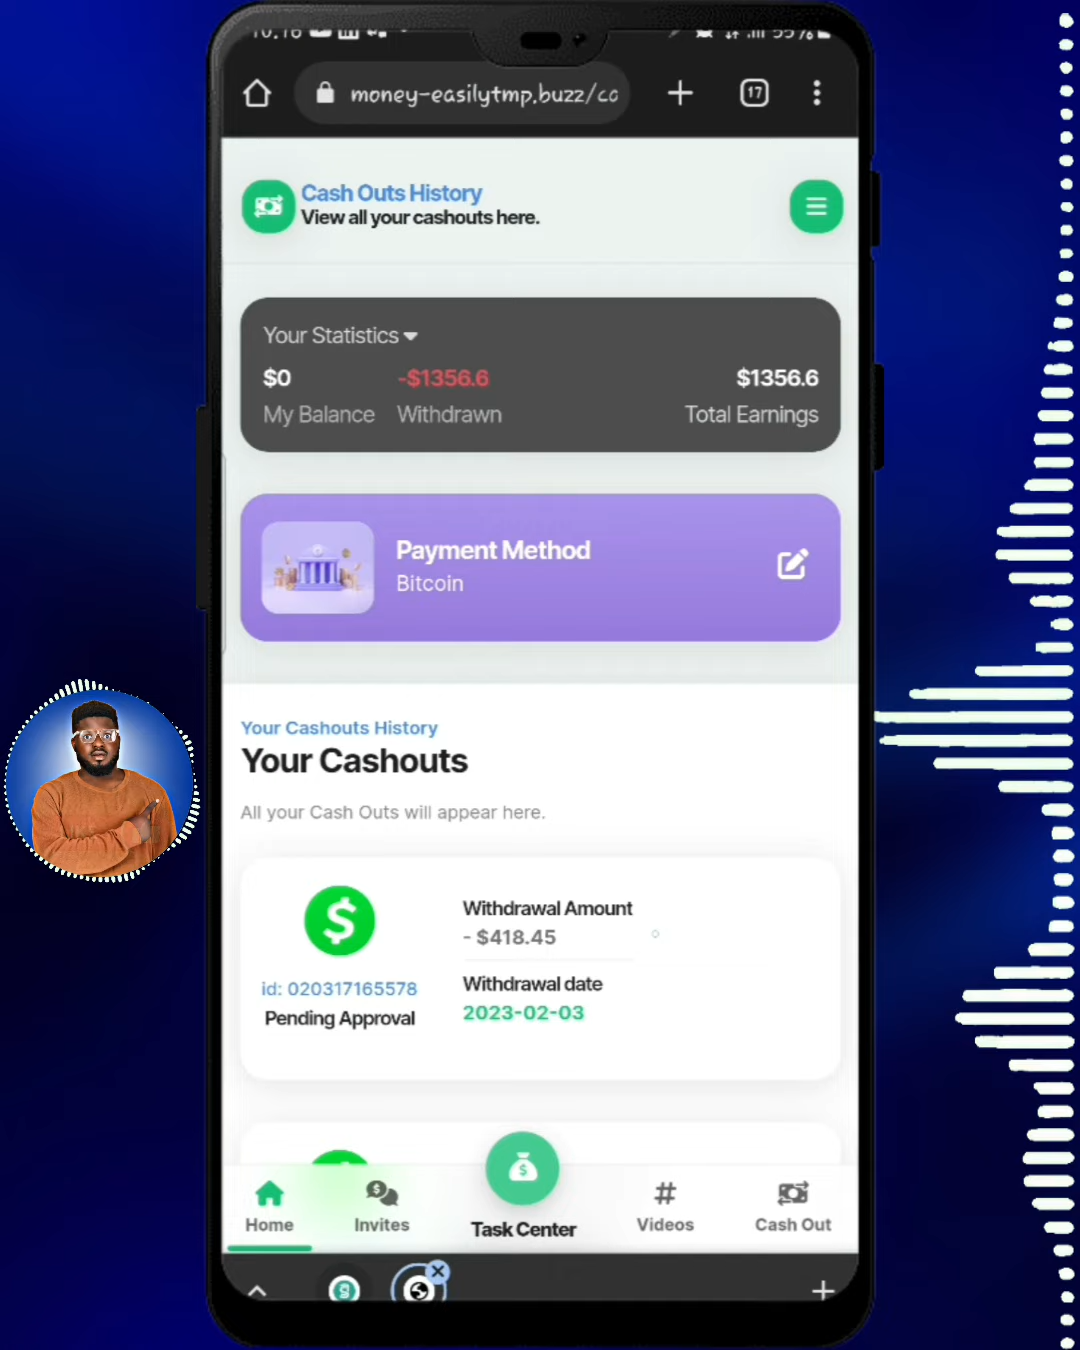 money-easilytmp.buzz/co
17
Cash Outs History
View all your cashouts here.
Your Statistics
$0
-$1356.6
$1356.6
My Balance
Withdrawn
Total Earnings
Payment Method
Bitcoin
Your Cashouts History
Your Cashouts
All your Cash Outs will appear here.
Withdrawal Amount
- $418.45
id: 020317165578
Withdrawal date
Pending Approval
2023-02-03
Home
Invites
Task Center
Videos
Cash Out